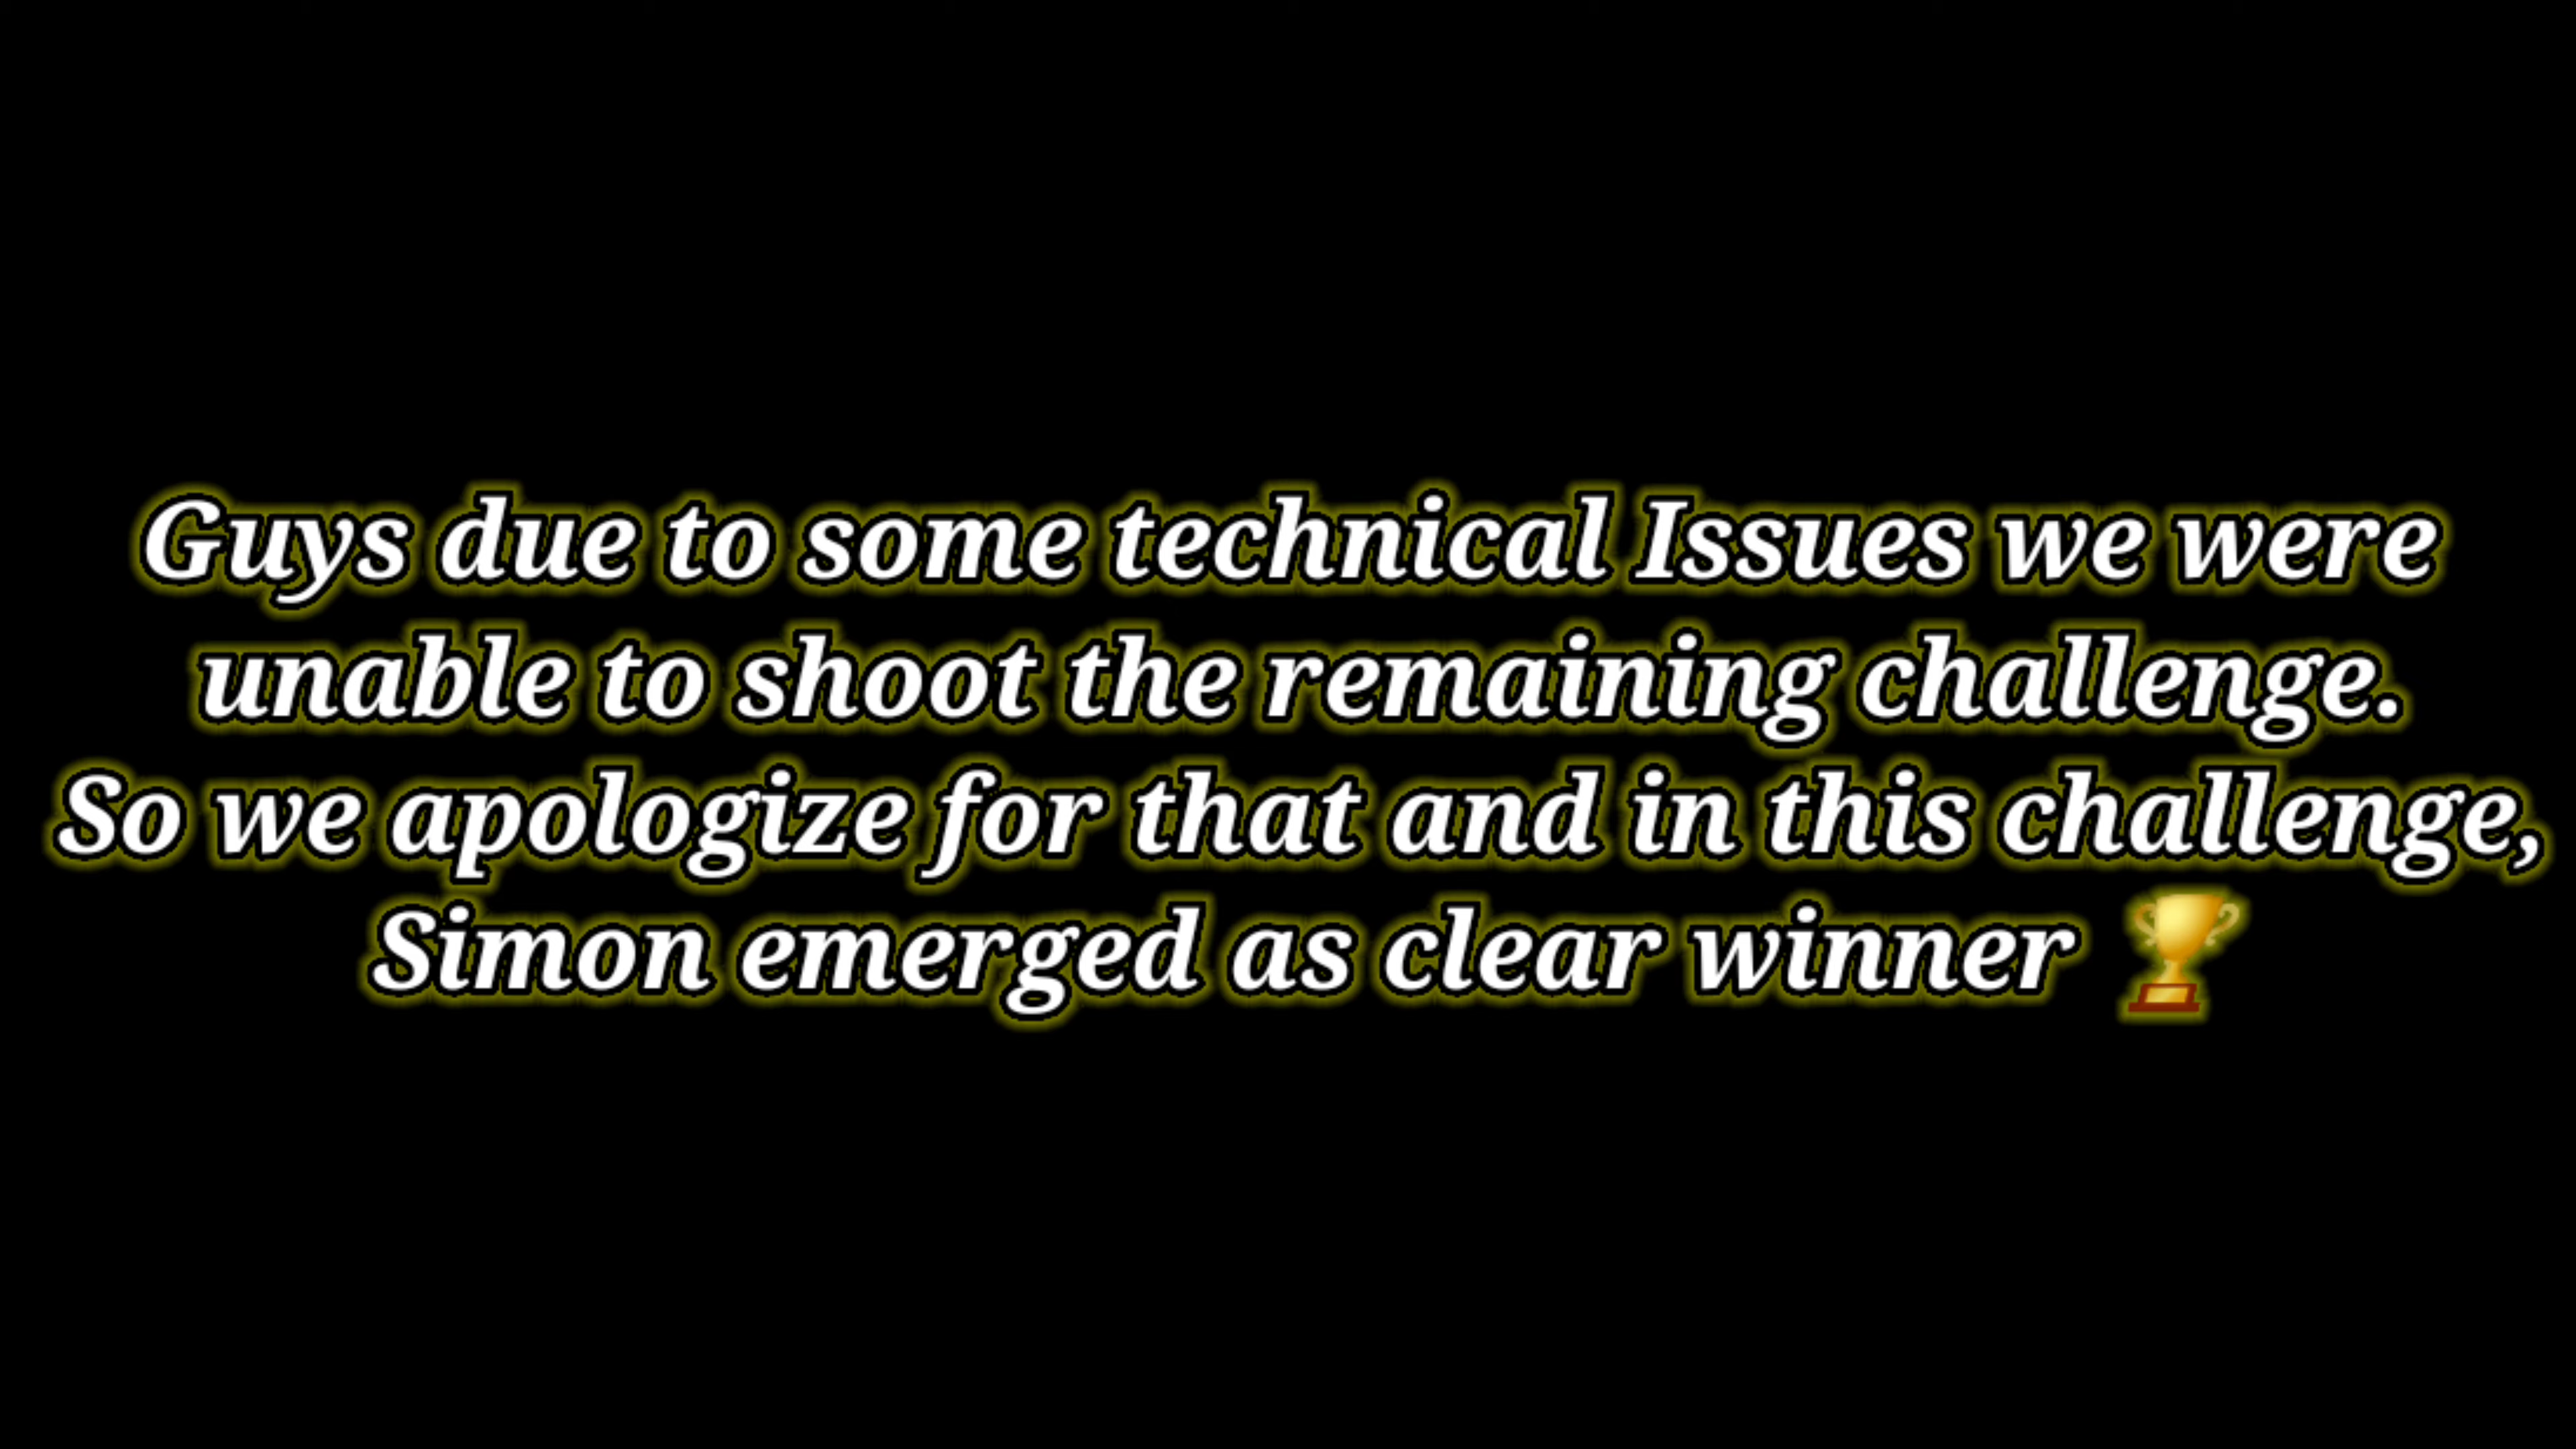 Guys due to some technical Issues we were
unable to shoot the remaining challenge.
So we apologize for that and in this challenge,
Simon emerged as clear winner 🏆